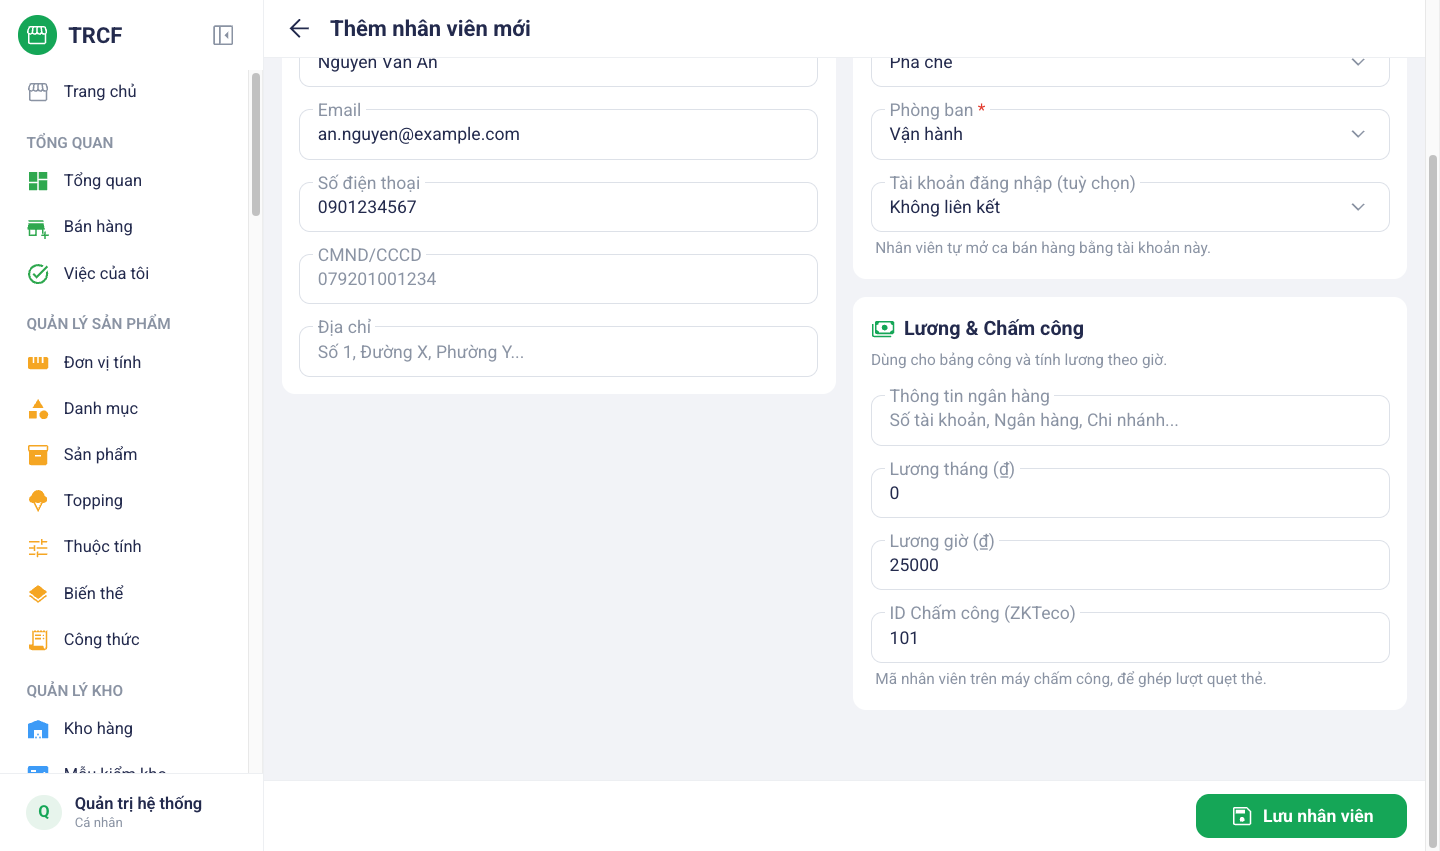 TRCF
Trang chủ
TỔNG QUAN
Tổng quan
Bán hàng
Việc của tôi
QUẢN LÝ SẢN PHẨM
Đơn vị tính
Danh mục
Sản phẩm
Topping
Thuộc tính
Biến thể
Công thức
QUẢN LÝ KHO
Kho hàng
Mẫu kiểm kho
Q
Quản trị hệ thống
Cá nhân
Thêm nhân viên mới
Nguyễn Văn An
Email
an.nguyen@example.com
Số điện thoại
0901234567
CMND/CCCD
079201001234
Địa chỉ
Số 1, Đường X, Phường Y...
Pha chế
Phòng ban *
Vận hành
Tài khoản đăng nhập (tuỳ chọn)
Không liên kết
Nhân viên tự mở ca bán hàng bằng tài khoản này.
Lương & Chấm công
Dùng cho bảng công và tính lương theo giờ.
Thông tin ngân hàng
Số tài khoản, Ngân hàng, Chi nhánh...
Lương tháng (₫)
0
Lương giờ (₫)
25000
ID Chấm công (ZKTeco)
101
Mã nhân viên trên máy chấm công, để ghép lượt quẹt thẻ.
Lưu nhân viên